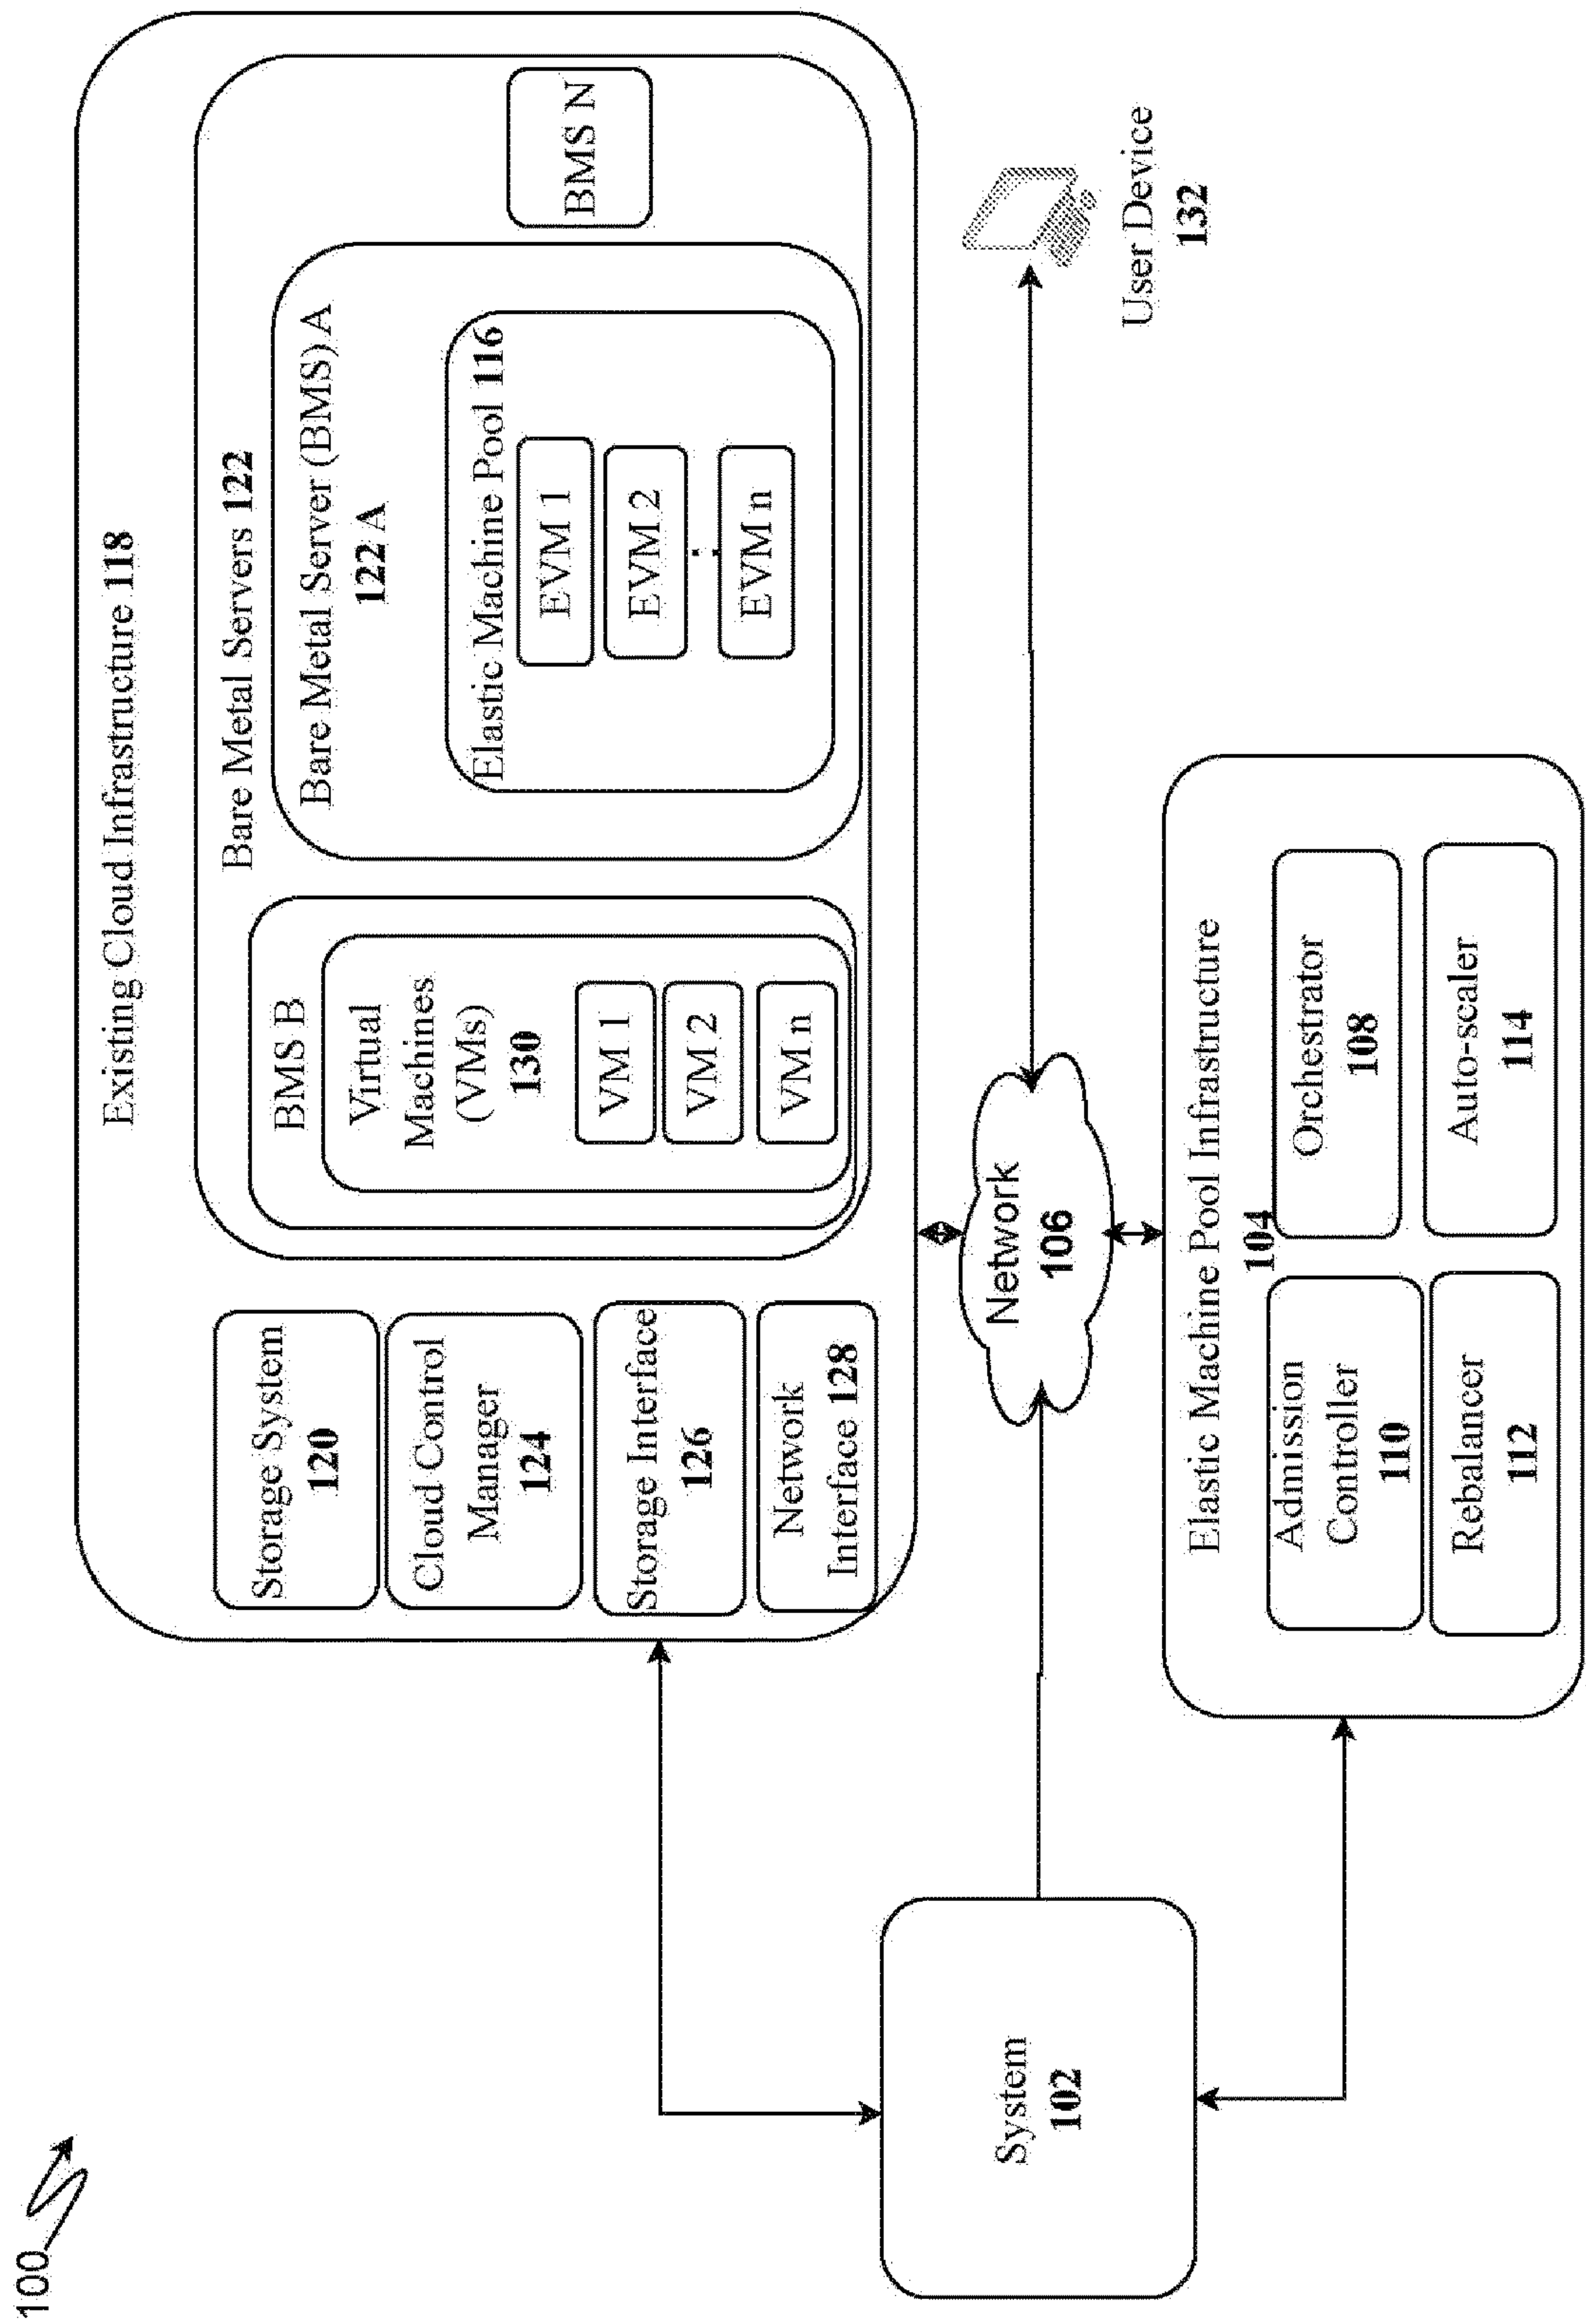 100
Existing Cloud Infrastructure 118
Storage System
120
Cloud Control
Manager
124
Storage Interface
126
Network
Interface 128
Bare Metal Servers 122
BMS B
Virtual
Machines
(VMs)
130
VM 1
VM 2
VM n
Bare Metal Server (BMS) A
122 A
Elastic Machine Pool 116
EVM 1
EVM 2
EVM n
BMS N
System
102
Network
106
User Device
132
Elastic Machine Pool Infrastructure
104
Admission
Controller
110
Orchestrator
108
Rebalancer
112
Auto-scaler
114